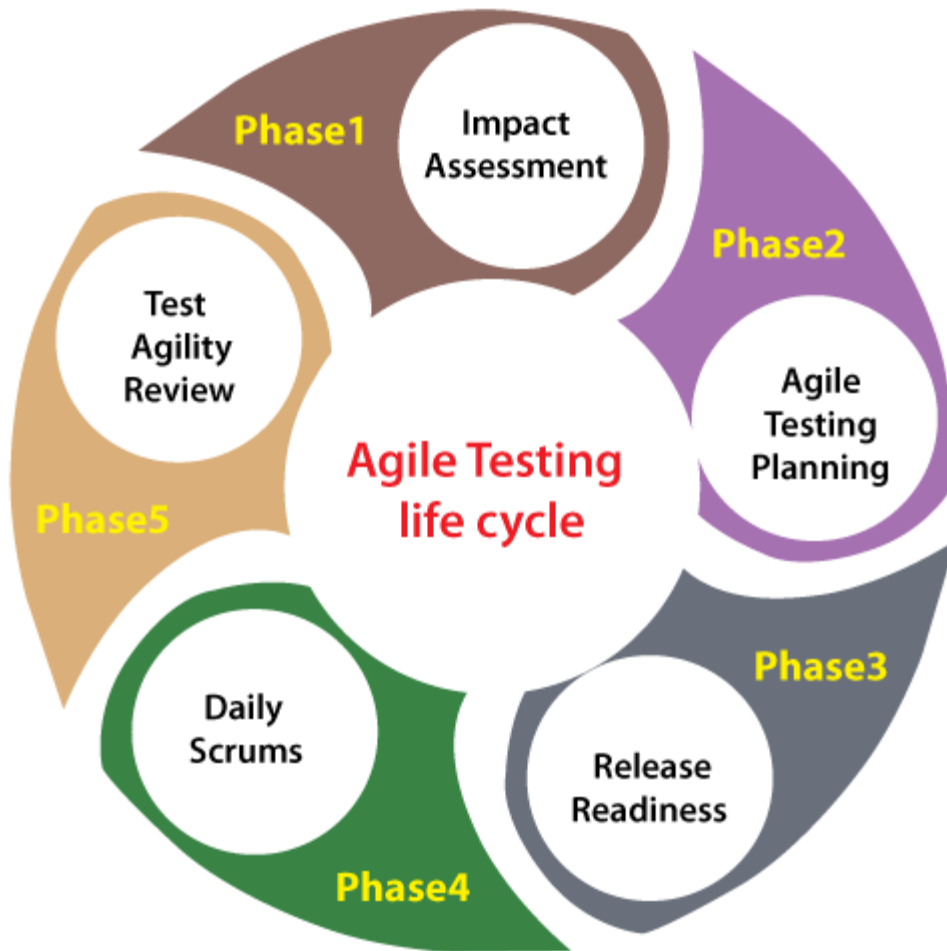 Phase1
Impact
Assessment
Phase2
Agile
Testing
Planning
Phase3
Release
Readiness
Phase4
Daily
Scrums
Phase5
Test
Agility
Review
Agile Testing
life cycle